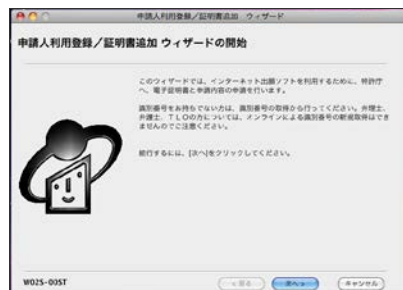 申請人利用登録／証明書追加 ウィザード
申請人利用登録／証明書追加 ウィザードの開始
このウィザードでは、インターネット出願ソフトを利用するために、特許庁
へ、電子証明書と申請内容の申請を行います。
識別番号をお持ちでない方は、識別番号の取得から行ってください。弁理士、
弁護士、ＴＬＯの方については、オンラインによる識別番号の新規取得はでき
ませんのでご注意ください。
続行するには、[次へ]をクリックしてください。
W02S-00ST
< 戻る
次へ >
キャンセル